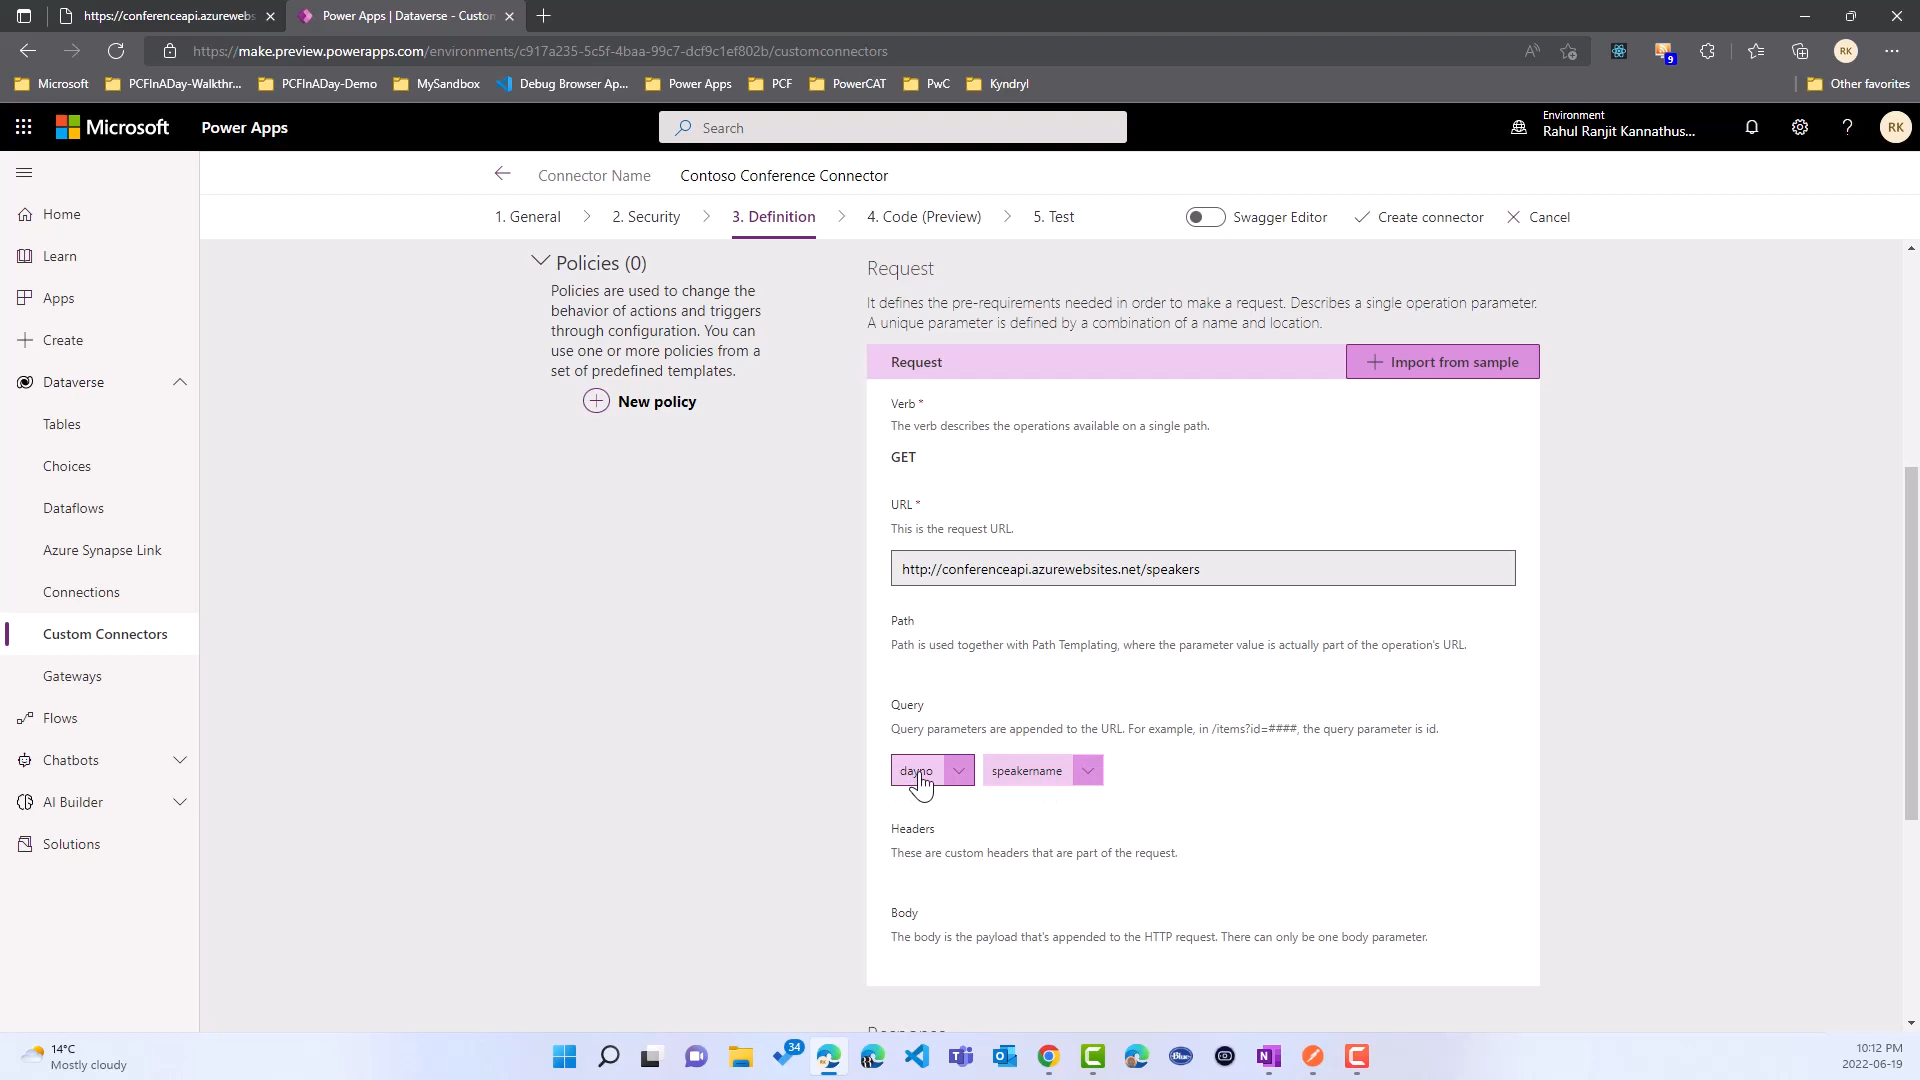 https://conferenceapi.azurewebs
Power Apps | Dataverse - Custo
https://make.preview.powerapps.com/environments/c917a235-5c5f-4baa-99c7-dcf9c1ef802b/customconnectors
9
RK
Microsoft
PCFInADay-Walkthr...
PCFInADay-Demo
MySandbox
Debug Browser Ap...
Power Apps
PCF
PowerCAT
PwC
Kyndryl
Other favorites
Microsoft
Power Apps
Search
Environment
Rahul Ranjit Kannathus...
?
RK
Home
Learn
Apps
Create
Dataverse
Tables
Choices
Dataflows
Azure Synapse Link
Connections
Custom Connectors
Gateways
Flows
Chatbots
AI Builder
Solutions
Connector Name
Contoso Conference Connector
1. General
2. Security
3. Definition
4. Code (Preview)
5. Test
Swagger Editor
Create connector
Cancel
Policies (0)
Policies are used to change the
behavior of actions and triggers
through configuration. You can
use one or more policies from a
set of predefined templates.
New policy
Request
It defines the pre-requirements needed in order to make a request. Describes a single operation parameter.
A unique parameter is defined by a combination of a name and location.
Request
Import from sample
Verb *
The verb describes the operations available on a single path.
GET
URL *
This is the request URL.
http://conferenceapi.azurewebsites.net/speakers
Path
Path is used together with Path Templating, where the parameter value is actually part of the operation's URL.
Query
Query parameters are appended to the URL. For example, in /items?id=####, the query parameter is id.
dayno
speakername
Headers
These are custom headers that are part of the request.
Body
The body is the payload that's appended to the HTTP request. There can only be one body parameter.
Response
14°C
Mostly cloudy
34
Blue
10:12 PM
2022-06-19